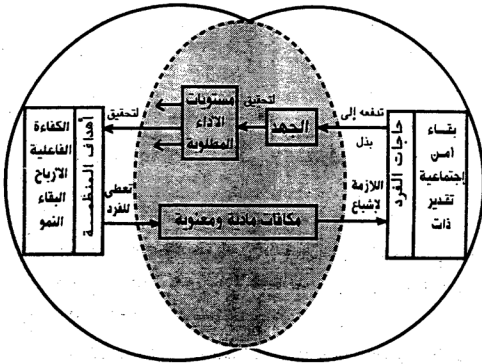 بقاء
أمن
إجتماعية
تقدير
ذات
حاجات الفرد
تدفعه إلى
بذل
الجهد
لتحقيق
مستويات
الأداء
المطلوبة
لتحقيق
أهداف المنظمة
الكفاءة
الفاعلية
الأرباح
البقاء
النمو
تعطى
للفرد
مكافآت مادية ومعنوية
اللازمة
لإشباع